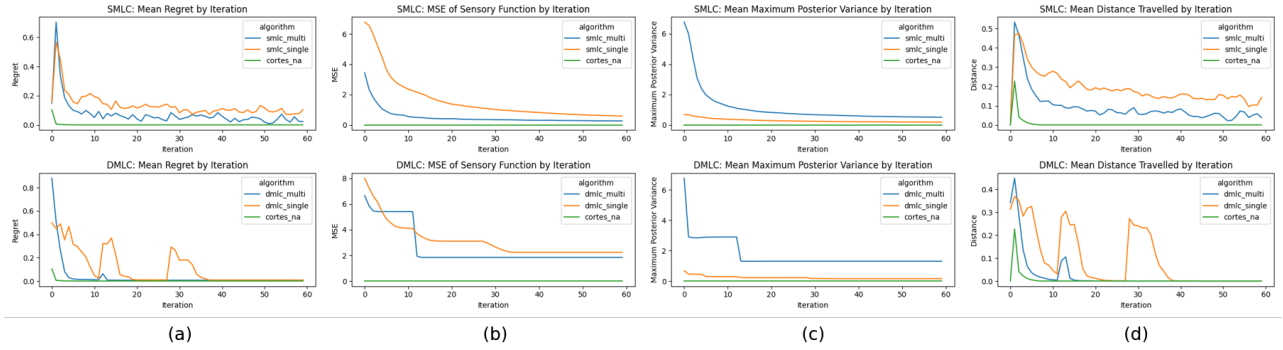 SMLC: Mean Regret by Iteration
Regret
0.6
0.4
0.2
0.0
0 10 20 30 40 50 60
Iteration
algorithm
smlc_multi
smlc_single
cortes_na
SMLC: MSE of Sensory Function by Iteration
MSE
6
4
2
0
0 10 20 30 40 50 60
Iteration
algorithm
smlc_multi
smlc_single
cortes_na
SMLC: Mean Maximum Posterior Variance by Iteration
Maximum Posterior Variance
6
4
2
0
0 10 20 30 40 50 60
Iteration
algorithm
smlc_multi
smlc_single
cortes_na
SMLC: Mean Distance Travelled by Iteration
Distance
0.5
0.4
0.3
0.2
0.1
0.0
0 10 20 30 40 50 60
Iteration
algorithm
smlc_multi
smlc_single
cortes_na
DMLC: Mean Regret by Iteration
Regret
0.8
0.6
0.4
0.2
0.0
0 10 20 30 40 50 60
Iteration
algorithm
dmlc_multi
dmlc_single
cortes_na
DMLC: MSE of Sensory Function by Iteration
MSE
8
6
4
2
0
0 10 20 30 40 50 60
Iteration
algorithm
dmlc_multi
dmlc_single
cortes_na
DMLC: Mean Maximum Posterior Variance by Iteration
Maximum Posterior Variance
6
4
2
0
0 10 20 30 40 50 60
Iteration
algorithm
dmlc_multi
dmlc_single
cortes_na
DMLC: Mean Distance Travelled by Iteration
Distance
0.4
0.3
0.2
0.1
0.0
0 10 20 30 40 50 60
Iteration
algorithm
dmlc_multi
dmlc_single
cortes_na
(a) (b) (c) (d)